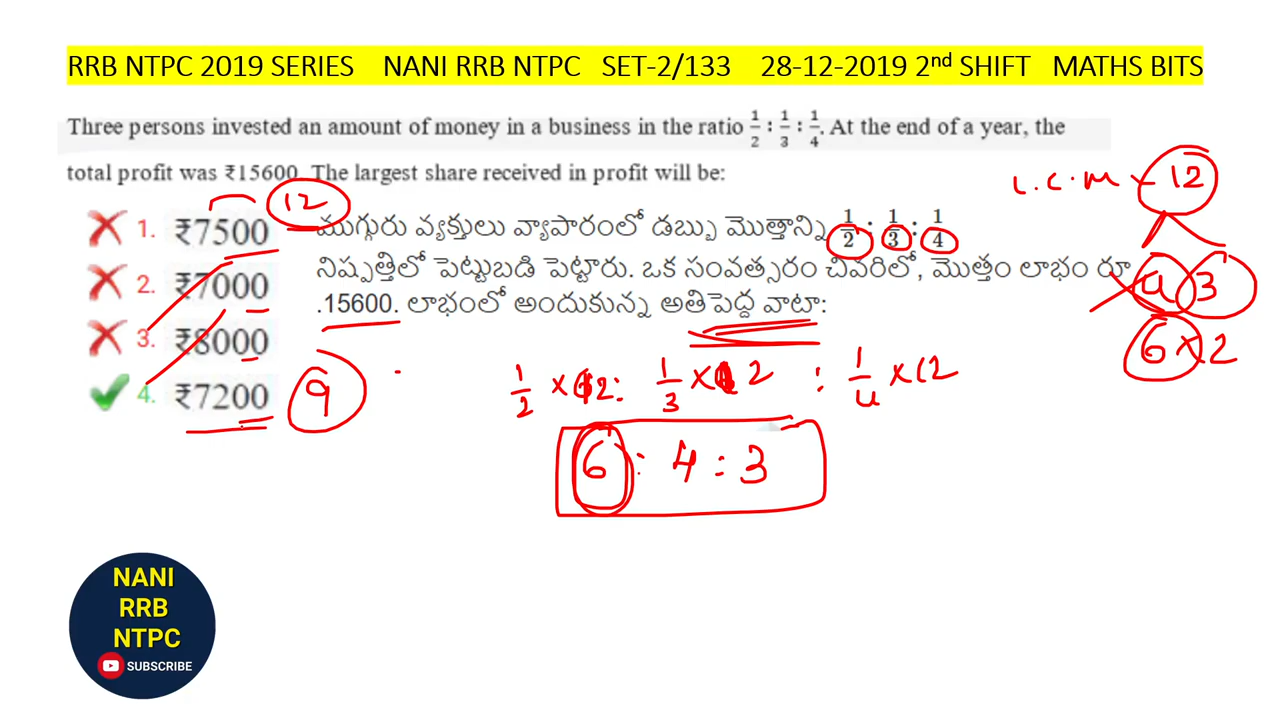 RRB NTPC 2019 SERIES NANI RRB NTPC SET-2/133 28-12-2019 2nd SHIFT MATHS BITS
Three persons invested an amount of money in a business in the ratio 1/2 : 1/3 : 1/4. At the end of a year, the
total profit was ₹15600. The largest share received in profit will be:
L.C.M - 12
1. ₹7500
12
ముగ్గురు వ్యక్తులు వ్యాపారంలో డబ్బు మొత్తాన్ని 1/2 : 1/3 : 1/4
నిష్పత్తిలో పెట్టుబడి పెట్టారు. ఒక సంవత్సరం చివరిలో, మొత్తం లాభం రూ
.15600. లాభంలో అందుకున్న అతిపెద్ద వాటా:
2. ₹7000
3. ₹8000
4. ₹7200
4 3
6 x 2
9
1/2 x 12 : 1/3 x 12 : 1/4 x 12
6 : 4 : 3
NANI
RRB
NTPC
SUBSCRIBE